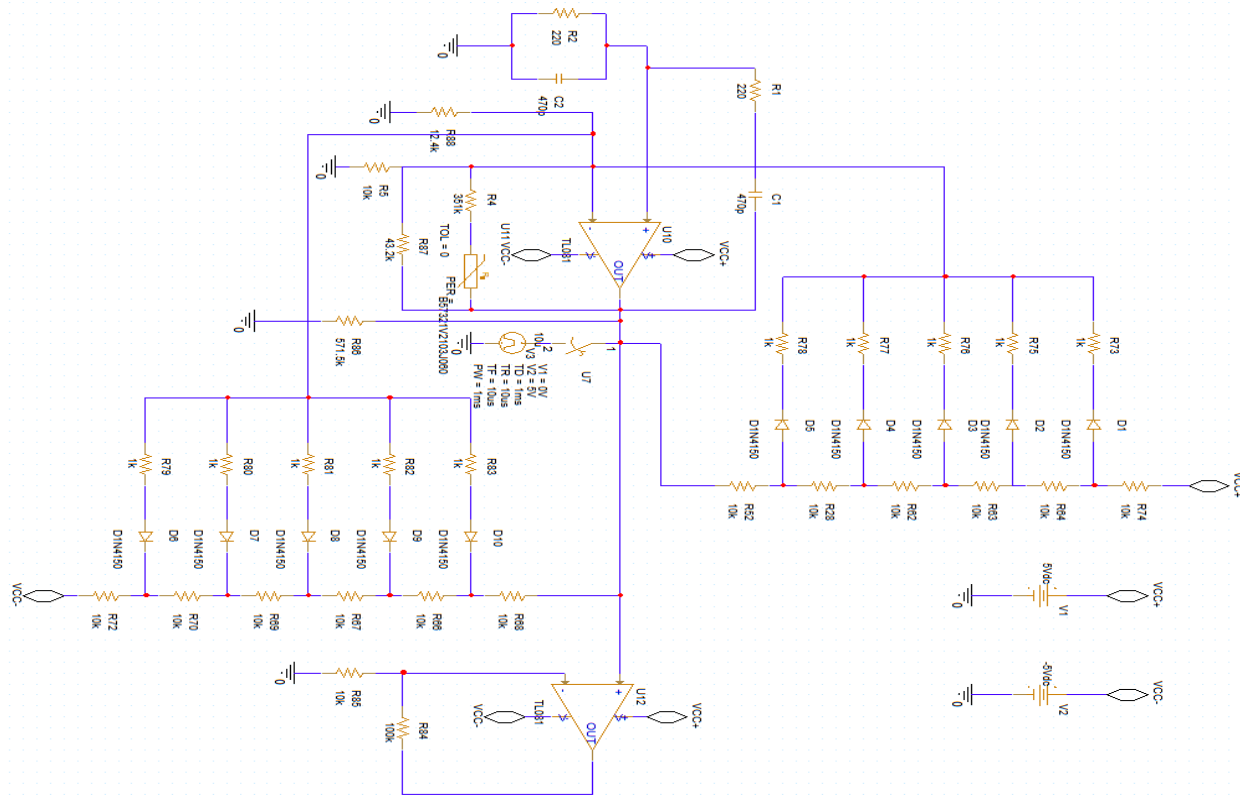 R2
220
C2
470p
R1
220
C1
470p
R88
12.4k
R5
10k
R4
351k
R87
43.2k
TOL = 0
PER =
B57321V2103J060
U11
VCC-
TL081
U10
VCC+
-
+
OUT
R86
571.5k
V3
10u
2
1
U7
V1 = 0V
V2 = 5V
TD = 1ms
TR = 10us
TF = 10us
PW = 1ms
R78
1k
R77
1k
R76
1k
R75
1k
R73
1k
D5
D1N4150
D4
D1N4150
D3
D1N4150
D2
D1N4150
D1
D1N4150
R52
10k
R28
10k
R62
10k
R63
10k
R64
10k
R74
10k
VCC+
R79
1k
R80
1k
R81
1k
R82
1k
R83
1k
D6
D1N4150
D7
D1N4150
D8
D1N4150
D9
D1N4150
D10
D1N4150
VCC-
R72
10k
R70
10k
R69
10k
R67
10k
R66
10k
R68
10k
5Vdc
V1
VCC+
0
-5Vdc
V2
VCC-
0
R85
10k
R84
100k
VCC-
TL081
U12
VCC+
-
+
OUT
0
0
0
0
0
0